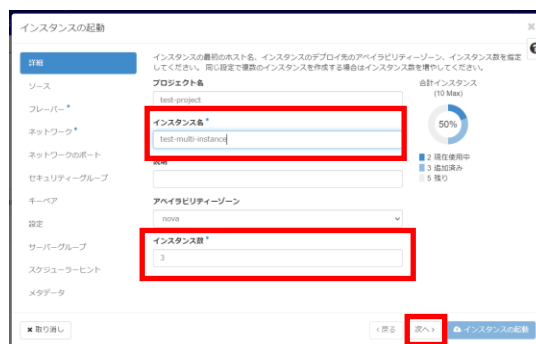 インスタンスの起動
×
詳細
ソース
フレーバー *
ネットワーク *
ネットワークのポート
セキュリティーグループ
キーペア
設定
サーバーグループ
スケジューラーヒント
メタデータ
インスタンスの最初のホスト名、インスタンスのデプロイ先のアベイラビリティーゾーン、インスタンス数を指定
してください。 同じ設定で複数のインスタンスを作成する場合はインスタンス数を増やしてください。
プロジェクト名
test-project
インスタンス名 *
test-multi-instance
説明
アベイラビリティーゾーン
nova
インスタンス数 *
3
合計インスタンス
(10 Max)
50%
2 現在使用中
3 追加済み
5 残り
× 取り消し
< 戻る
次へ >
インスタンスの起動